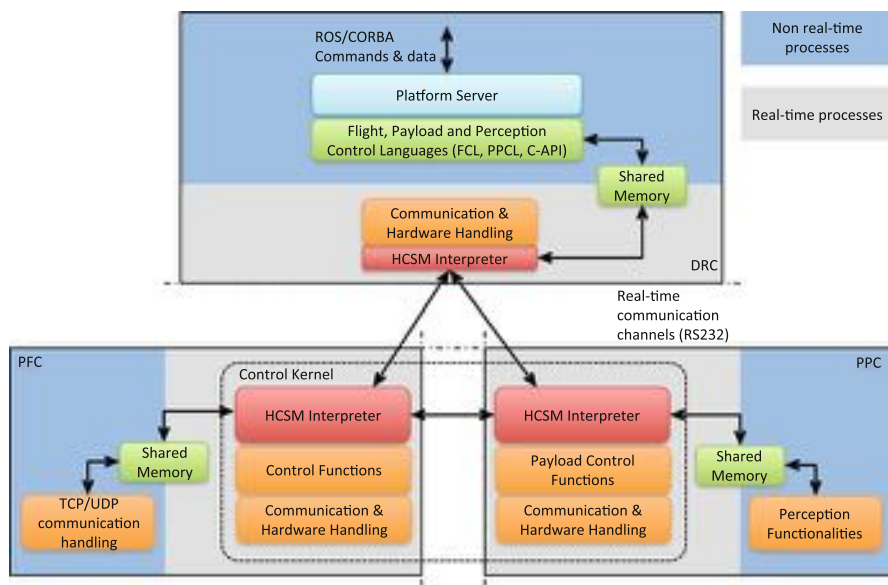 ROS/CORBA
Commands & data
Non real-time
processes
Platform Server
Real-time processes
Flight, Payload and Perception
Control Languages (FCL, PPCL, C-API)
Shared
Memory
Communication &
Hardware Handling
HCSM Interpreter
DRC
Real-time
communication
channels (RS232)
PFC
Control Kernel
PPC
HCSM Interpreter
HCSM Interpreter
Shared
Memory
Control Functions
Payload Control
Functions
Shared
Memory
TCP/UDP
communication
handling
Communication &
Hardware Handling
Communication &
Hardware Handling
Perception
Functionalities